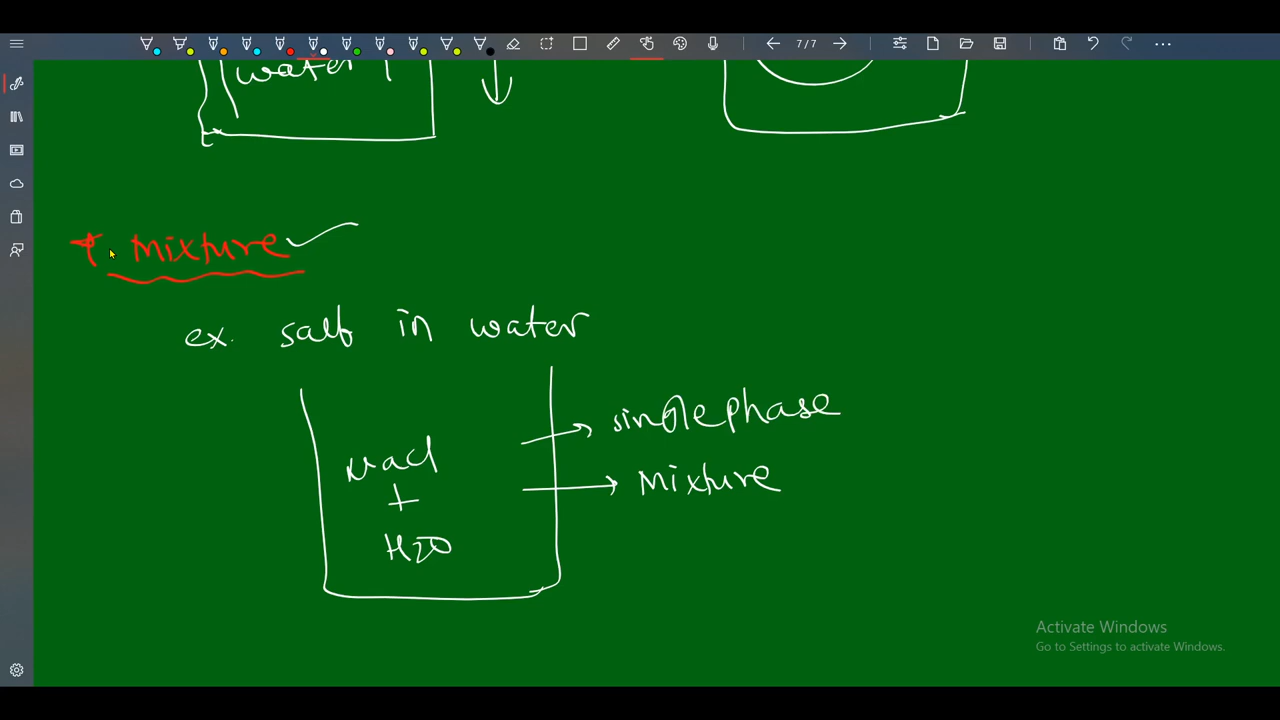 7/7
water
mixture
ex. salt in water
single phase
Nacl
mixture
+
H2O
Activate Windows
Go to Settings to activate Windows.